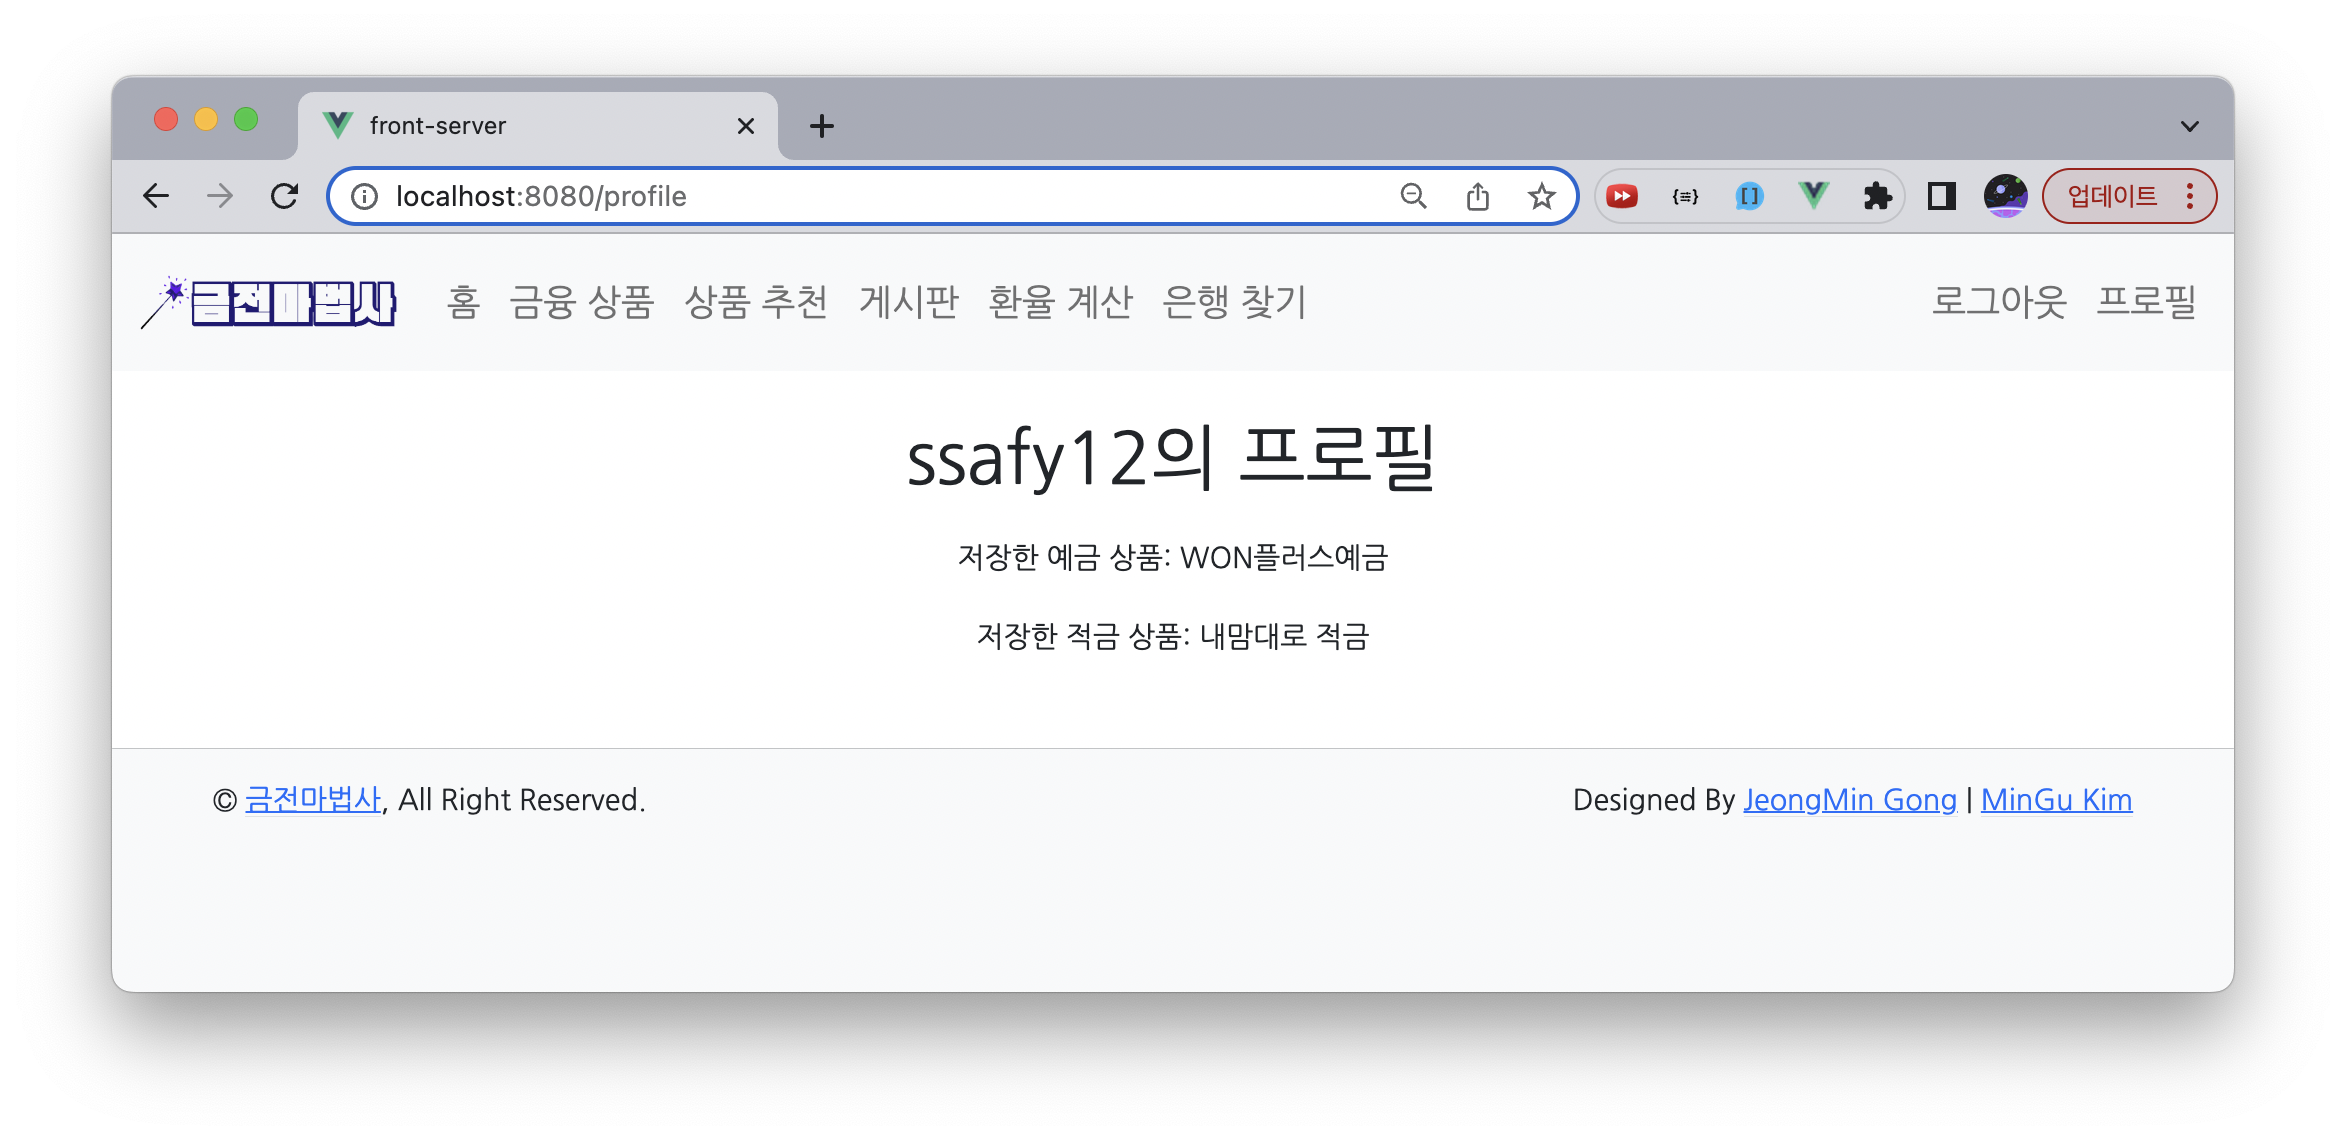 front-server
localhost:8080/profile
업데이트
금전마법사 홈 금융 상품 상품 추천 게시판 환율 계산 은행 찾기 로그아웃 프로필
ssafy12의 프로필
저장한 예금 상품: WON플러스예금
저장한 적금 상품: 내맘대로 적금
© 금전마법사, All Right Reserved. Designed By JeongMin Gong | MinGu Kim